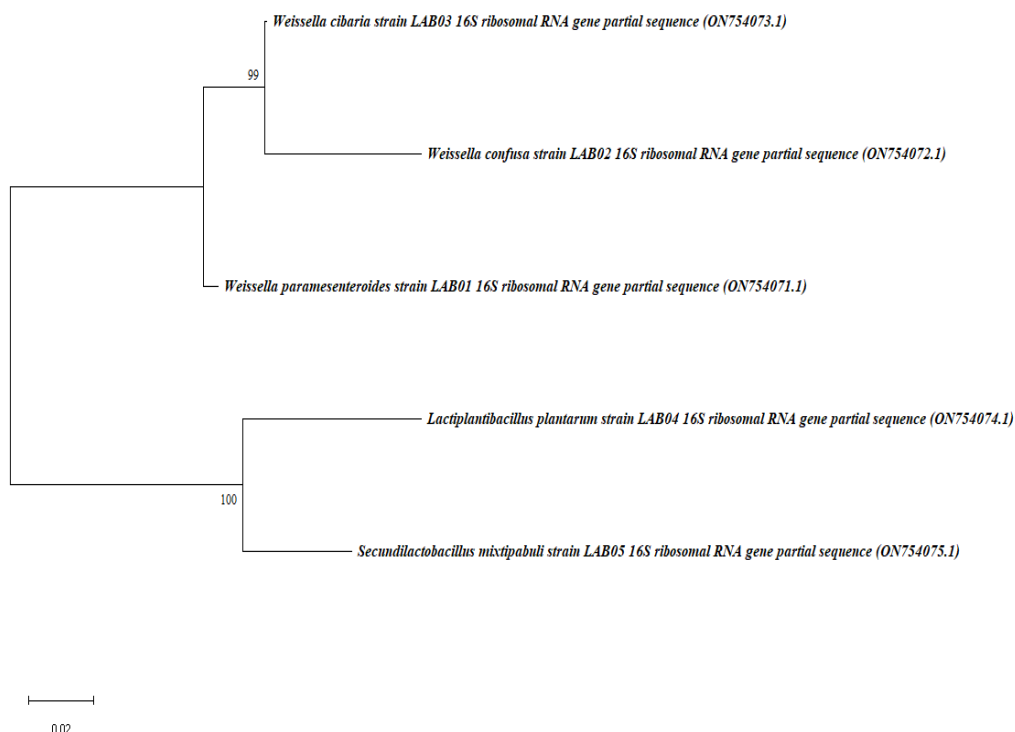 Weissella cibaria strain LAB03 16S ribosomal RNA gene partial sequence (ON754073.1)
99
Weissella confusa strain LAB02 16S ribosomal RNA gene partial sequence (ON754072.1)
Weissella paramesenteroides strain LAB01 16S ribosomal RNA gene partial sequence (ON754071.1)
Lactiplantibacillus plantarum strain LAB04 16S ribosomal RNA gene partial sequence (ON754074.1)
100
Secundilactobacillus mixtipabuli strain LAB05 16S ribosomal RNA gene partial sequence (ON754075.1)
0.02